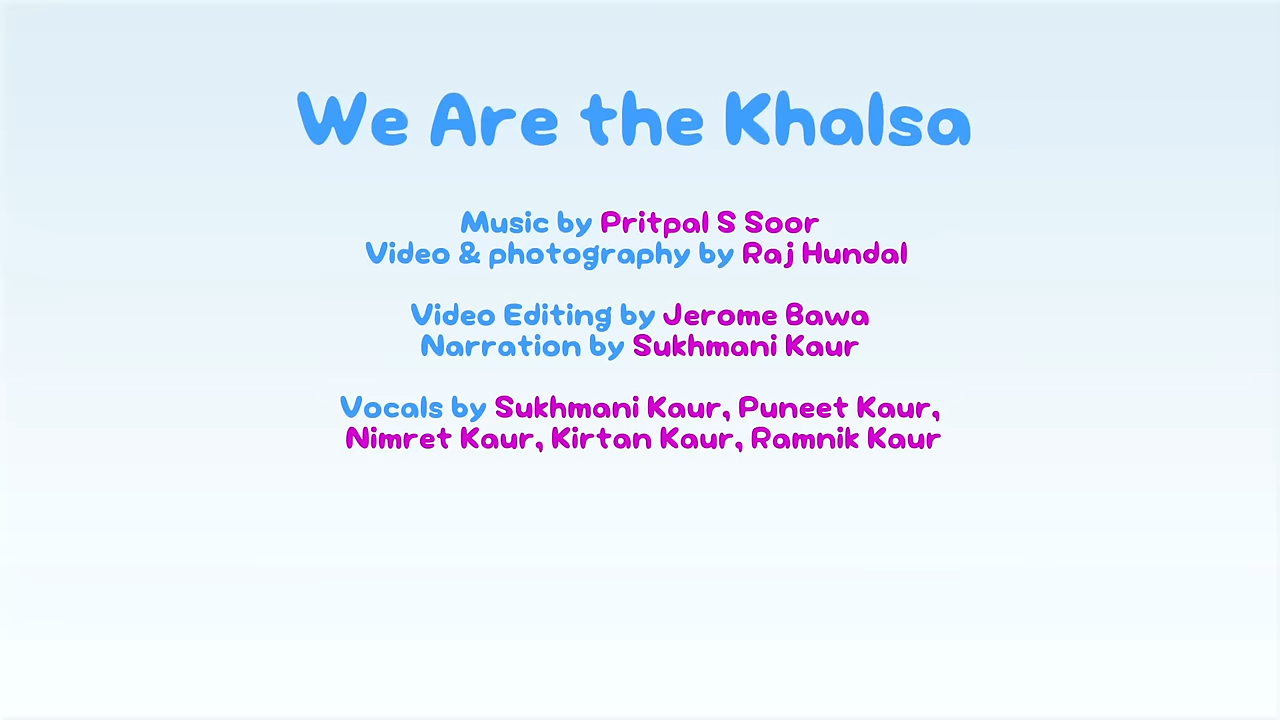 We Are the Khalsa
Music by Pritpal S Soor
Video & photography by Raj Hundal
Video Editing by Jerome Bawa
Narration by Sukhmani Kaur
Vocals by Sukhmani Kaur, Puneet Kaur,
Nimret Kaur, Kirtan Kaur, Ramnik Kaur